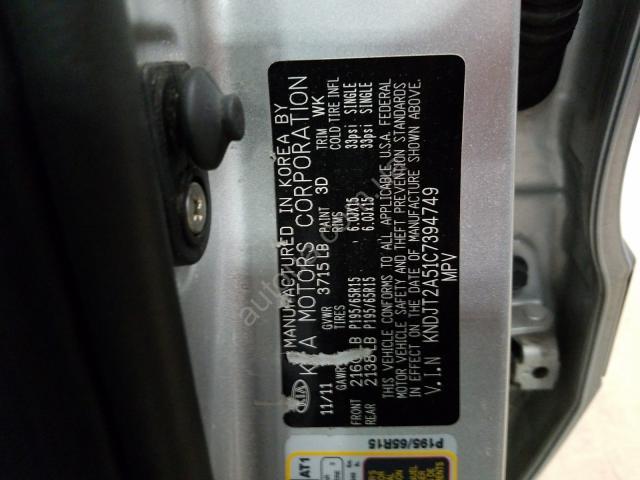 MANUFACTURED IN KOREA BY
KIA KIA MOTORS CORPORATION
11/11 GVWR 3715LB PAINT 3D TRIM WK
GAWR TIRES RIMS COLD TIRE INFL
FRONT LB P195/65R15 6.0JX15 33psi SINGLE
REAR 2138LB P195/65R15 6.0JX15 33psi SINGLE
THIS VEHICLE CONFORMS TO ALL APPLICABLE U.S.A. FEDERAL
MOTOR VEHICLE SAFETY AND THEFT PREVENTION STANDARDS
IN EFFECT ON THE DATE OF MANUFACTURE SHOWN ABOVE.
V.I.N KNDJT2A51C7394749
MPV
P195/65R15
AT1